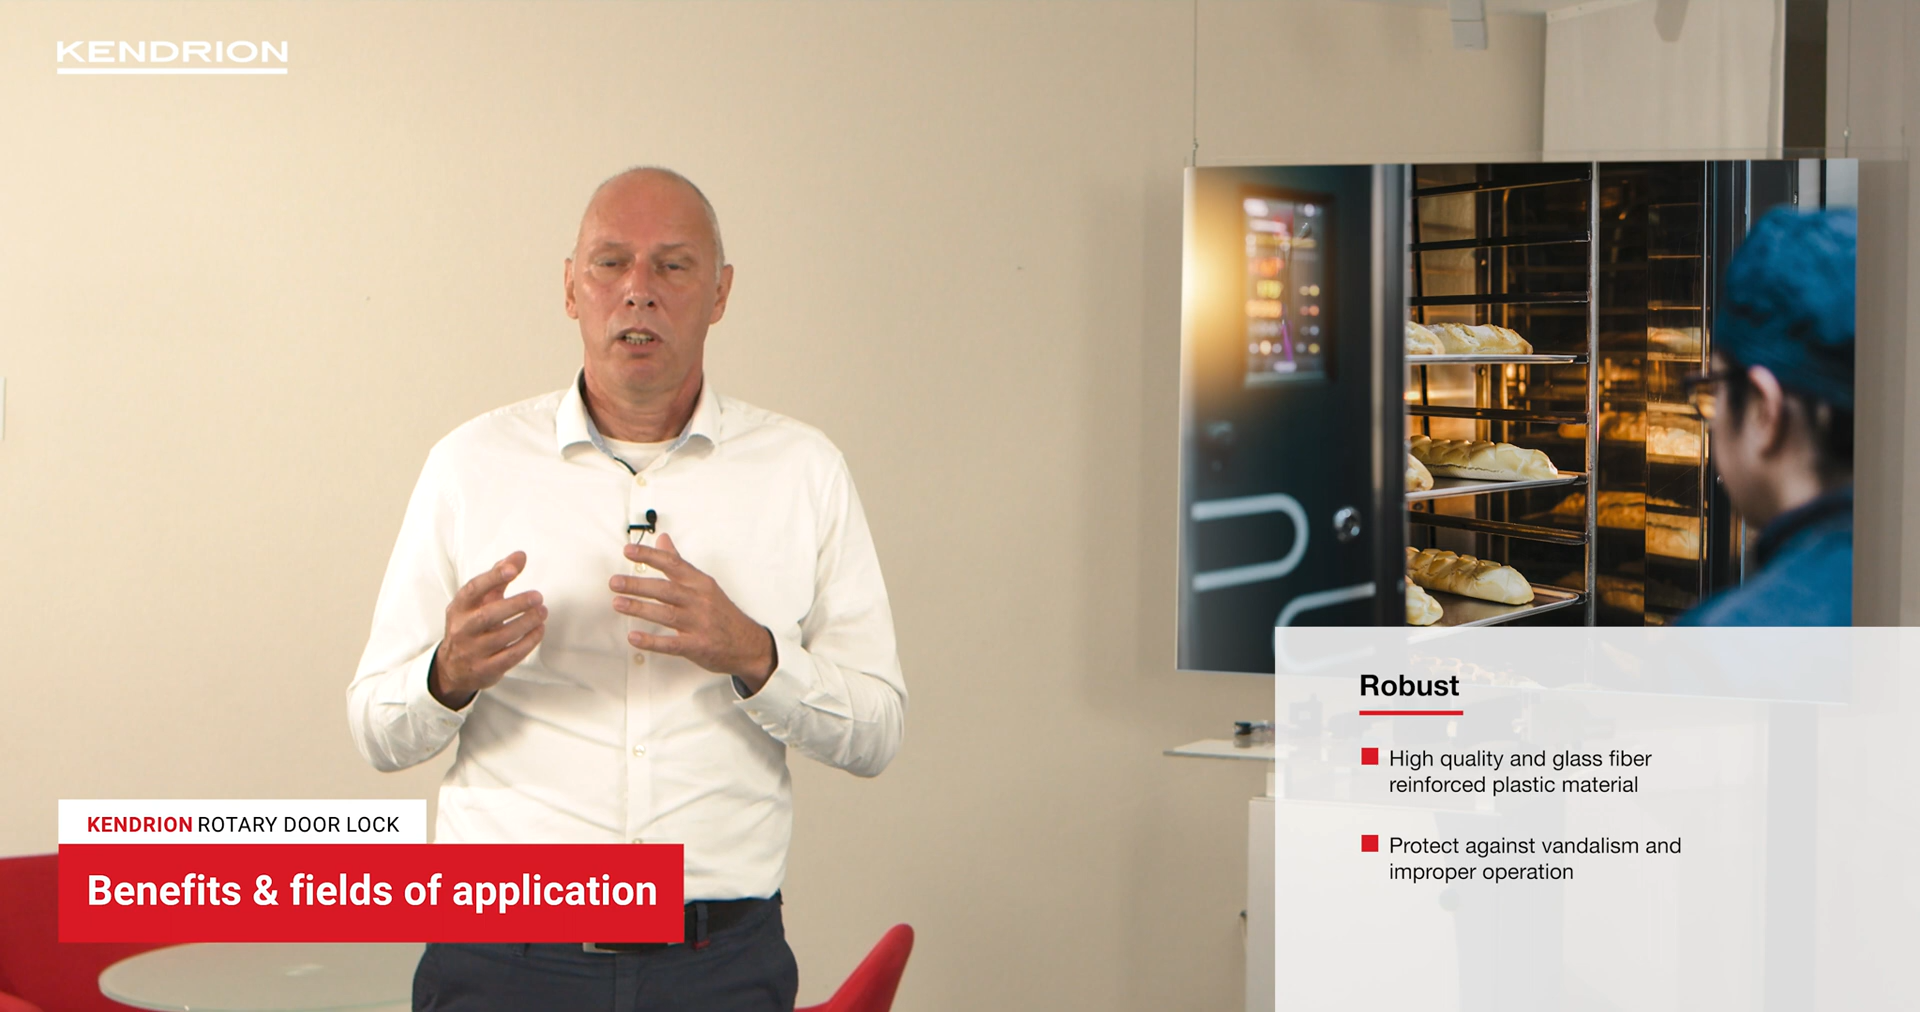 KENDRION
KENDRION ROTARY DOOR LOCK
Benefits & fields of application
Robust
High quality and glass fiber
reinforced plastic material
Protect against vandalism and
improper operation